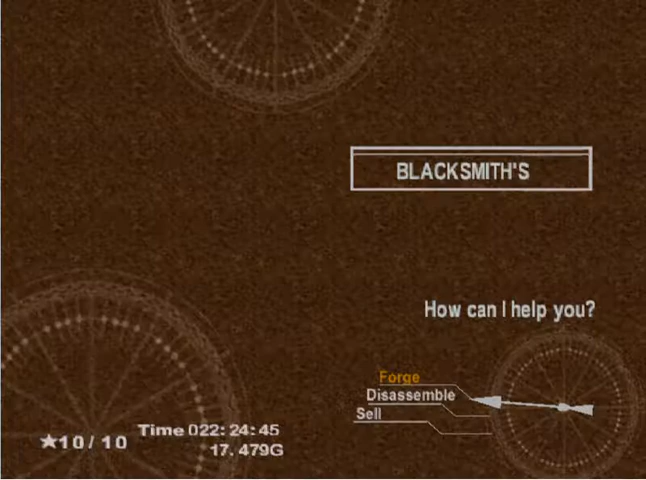 BLACKSMITH'S
How can I help you?
Forge
Disassemble
Sell
★10/10
Time 022:24:45
17.479G